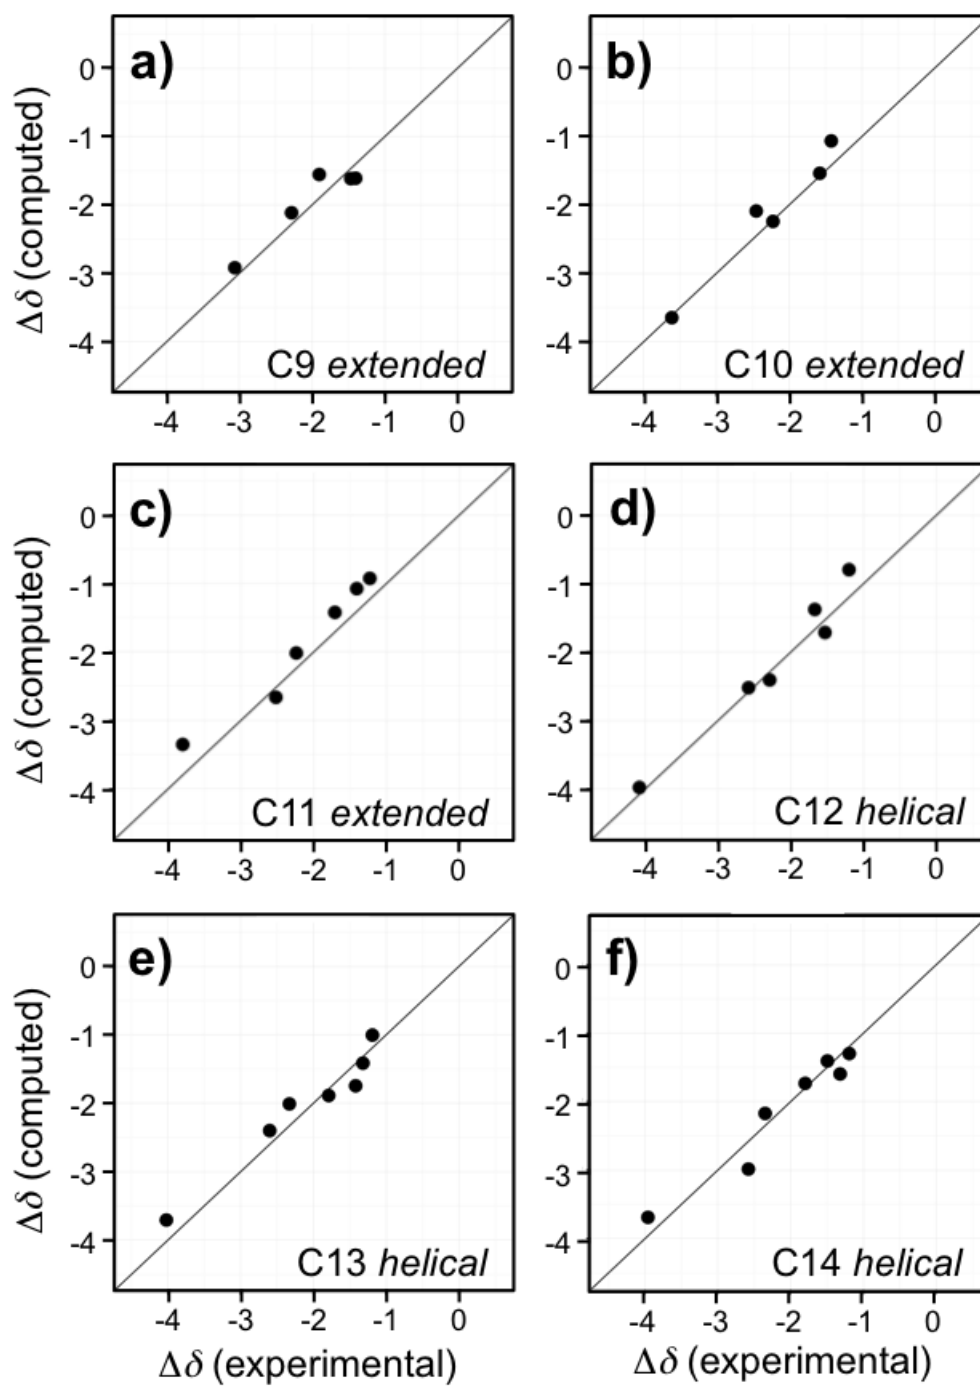 a)
Δδ (computed)
0
-1
-2
-3
-4
C9 extended
-4 -3 -2 -1 0
b)
0
-1
-2
-3
-4
C10 extended
-4 -3 -2 -1 0
c)
Δδ (computed)
0
-1
-2
-3
-4
C11 extended
-4 -3 -2 -1 0
d)
0
-1
-2
-3
-4
C12 helical
-4 -3 -2 -1 0
e)
Δδ (computed)
0
-1
-2
-3
-4
C13 helical
-4 -3 -2 -1 0
Δδ (experimental)
f)
0
-1
-2
-3
-4
C14 helical
-4 -3 -2 -1 0
Δδ (experimental)